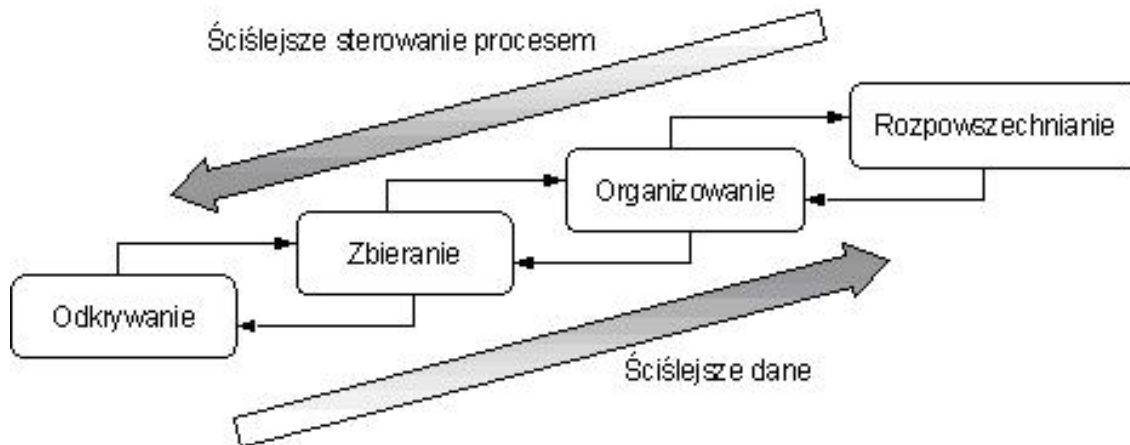 Ściślejsze sterowanie procesem
Rozpowszechnianie
Organizowanie
Zbieranie
Odkrywanie
Ściślejsze dane